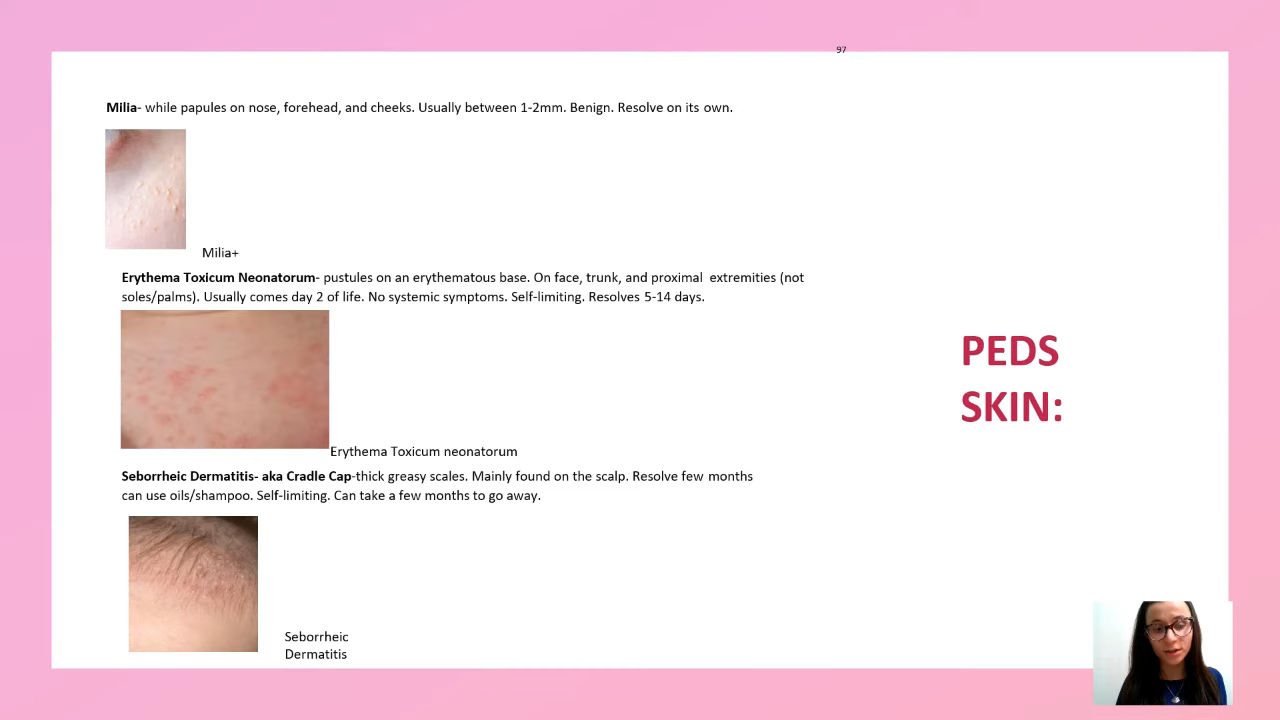 97
Milia- while papules on nose, forehead, and cheeks. Usually between 1-2mm. Benign. Resolve on its own.
Milia+
Erythema Toxicum Neonatorum- pustules on an erythematous base. On face, trunk, and proximal extremities (not
soles/palms). Usually comes day 2 of life. No systemic symptoms. Self-limiting. Resolves 5-14 days.
Erythema Toxicum neonatorum
Seborrheic Dermatitis- aka Cradle Cap-thick greasy scales. Mainly found on the scalp. Resolve few months
can use oils/shampoo. Self-limiting. Can take a few months to go away.
Seborrheic
Dermatitis
PEDS
SKIN: